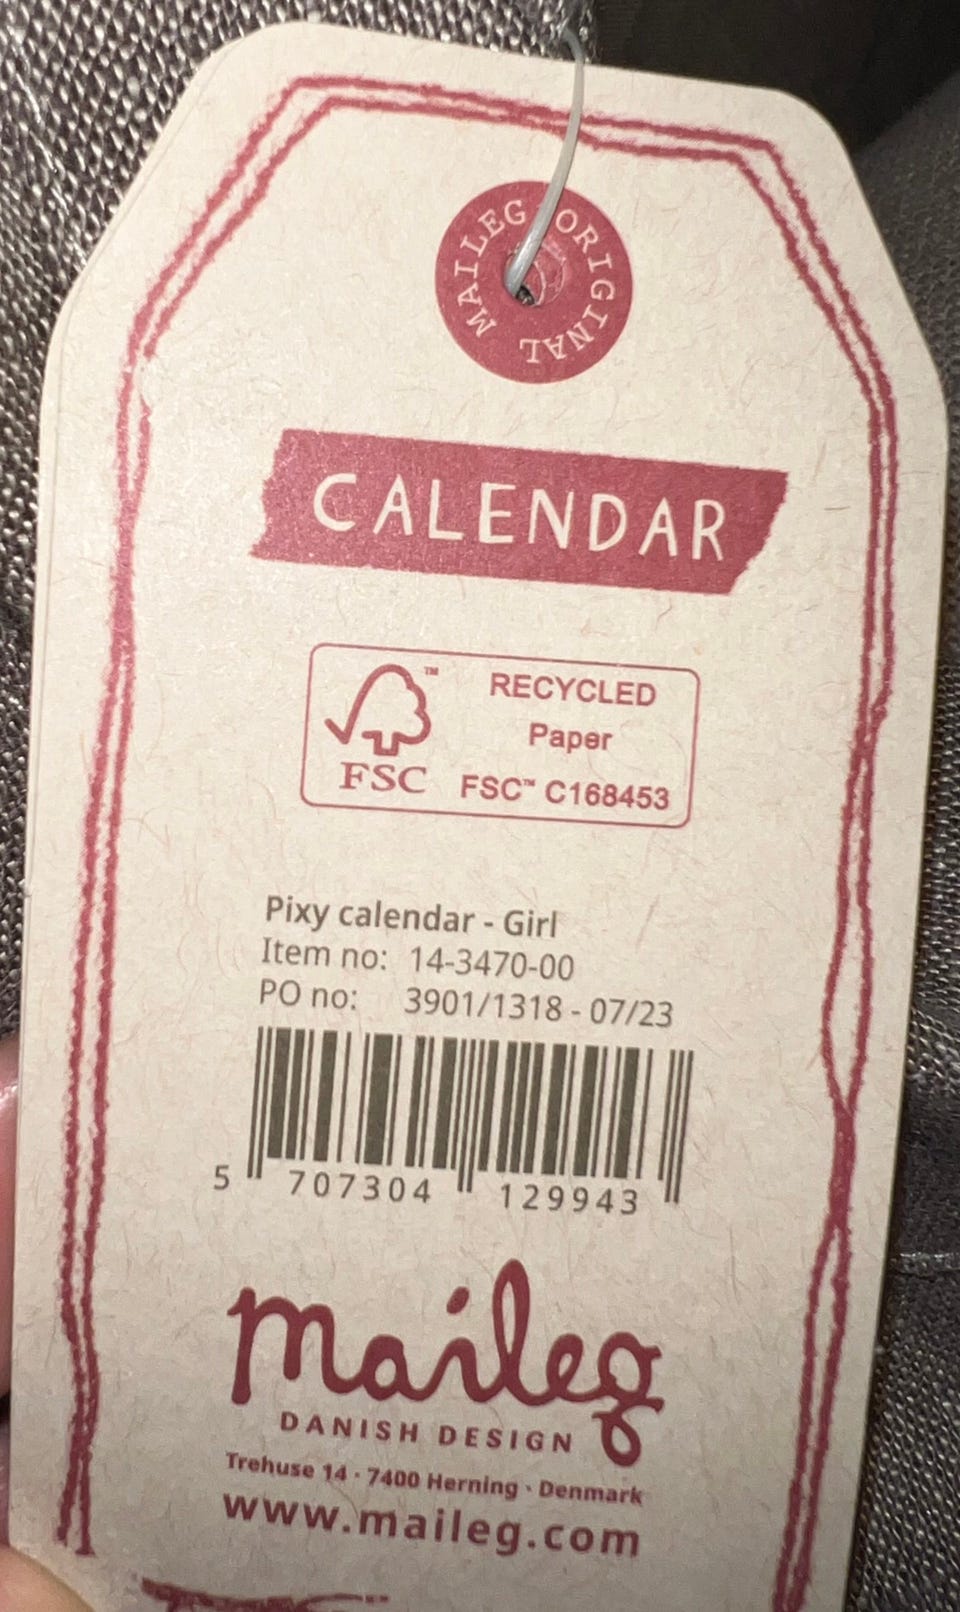 MAILEG ORIGINAL
CALENDAR
FSC™
RECYCLED
Paper
FSC™ C168453
Pixy calendar - Girl
Item no: 14-3470-00
PO no: 3901/1318 - 07/23
5 707304 129943
maileg
DANISH DESIGN
Trehuse 14 · 7400 Herning · Denmark
www.maileg.com